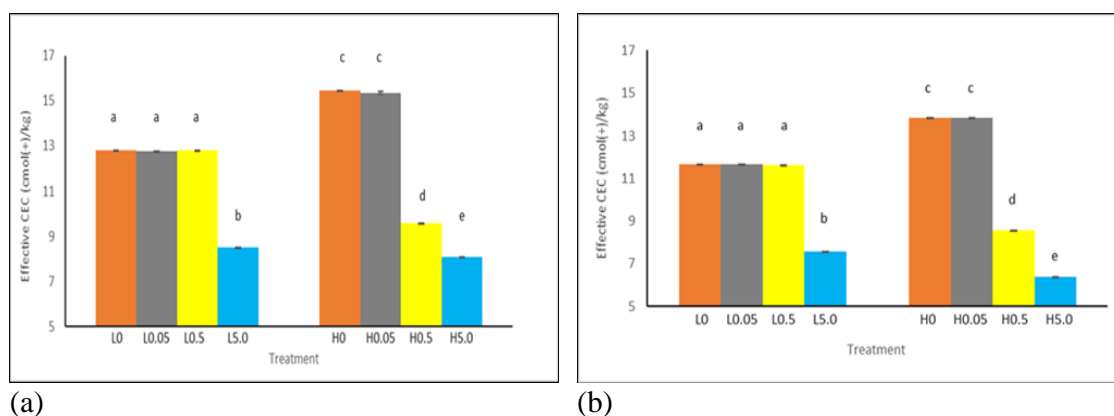 17
15
13
11
9
7
5
Effective CEC (cmol(+)/kg)
a a a b c c d e
L0 L0.05 L0.5 L5.0 H0 H0.05 H0.5 H5.0
Treatment
(a)
17
15
13
11
9
7
5
Effective CEC (cmol(+)/kg)
a a a b c c d e
L0 L0.05 L0.5 L5.0 H0 H0.05 H0.5 H5.0
Treatment
(b)